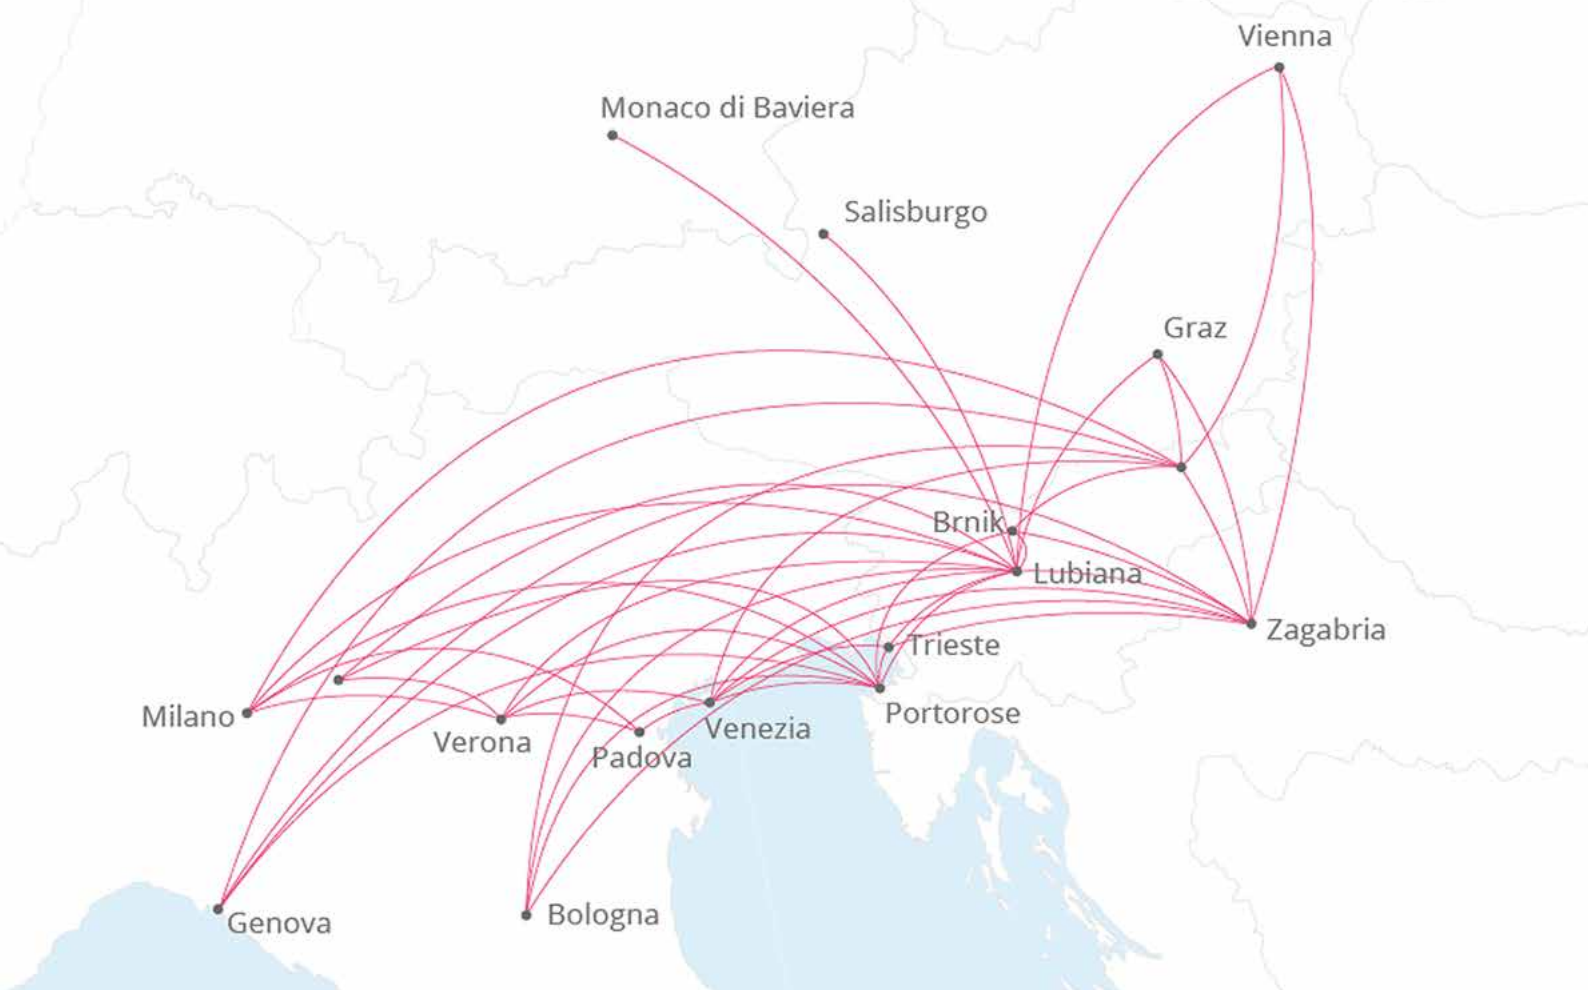 Vienna
Monaco di Baviera
Salisburgo
Graz
Brnik
Lubiana
Zagabria
Trieste
Milano
Portorose
Venezia
Verona
Padova
Genova
Bologna